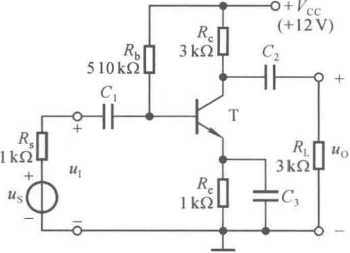 +V_CC
(+12 V)
R_c
3 kΩ
R_b
510 kΩ
C_2
+
C_1
T
+
R_s
1 kΩ
+
u_S
−
u_I
−
R_L
3 kΩ
u_O
R_e
1 kΩ
C_3
−